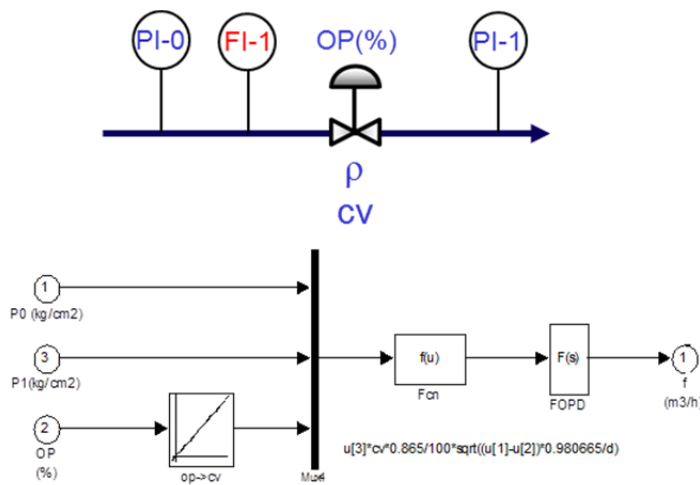 PI-0 FI-1 OP(%) PI-1
ρ
cv
1
P0 (kg/cm2)
3
P1(kg/cm2)
2
OP
(%)
op->cv
Mux4
f(u)
Fcn
F(s)
FOPD
1
f
(m3/h)
u[3]*cv*0.865/100*sqrt((u[1]-u[2])*0.980665/d)